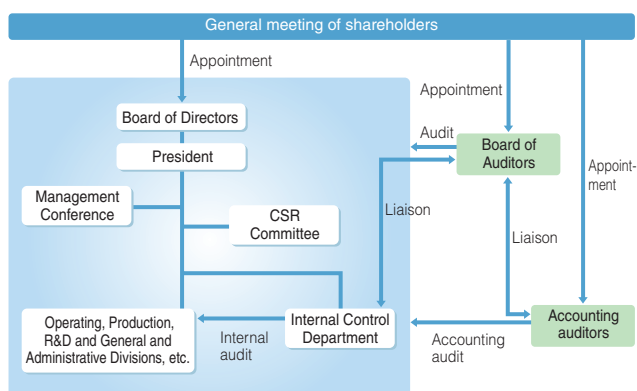 General meeting of shareholders
Appointment
Appointment
Board of Directors
Audit
Board of
Auditors
President
Appoint-
ment
Management
Conference
CSR
Committee
Liaison
Liaison
Operating, Production,
R&D and General and
Administrative Divisions, etc.
Internal
audit
Internal Control
Department
Accounting
audit
Accounting
auditors